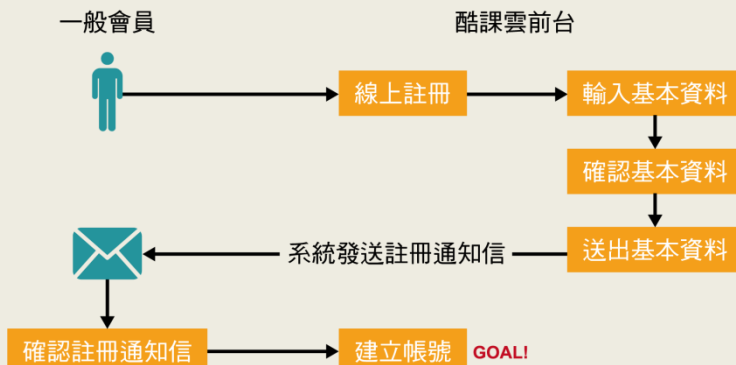 一般會員
酷課雲前台
線上註冊
輸入基本資料
確認基本資料
系統發送註冊通知信
送出基本資料
確認註冊通知信
建立帳號
GOAL!